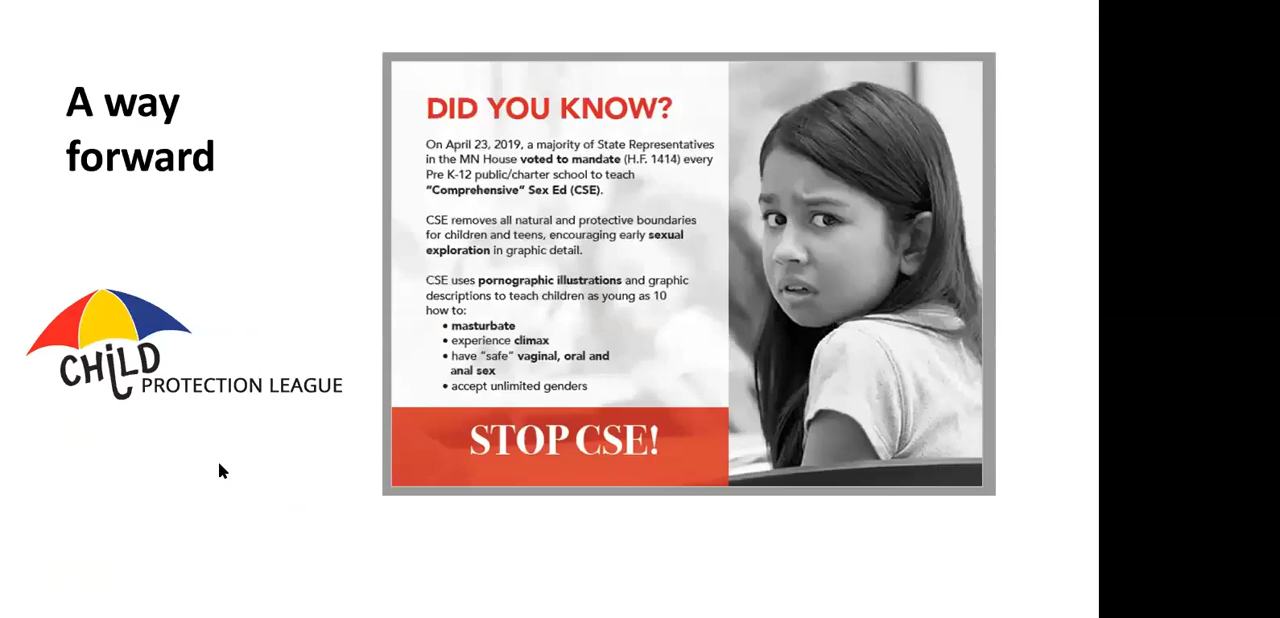 A way
forward
CHiLD
PROTECTION LEAGUE
DID YOU KNOW?
On April 23, 2019, a majority of State Representatives
in the MN House voted to mandate (H.F. 1414) every
Pre K-12 public/charter school to teach
“Comprehensive” Sex Ed (CSE).
CSE removes all natural and protective boundaries
for children and teens, encouraging early sexual
exploration in graphic detail.
CSE uses pornographic illustrations and graphic
descriptions to teach children as young as 10
how to:
• masturbate
• experience climax
• have “safe” vaginal, oral and
anal sex
• accept unlimited genders
STOP CSE!